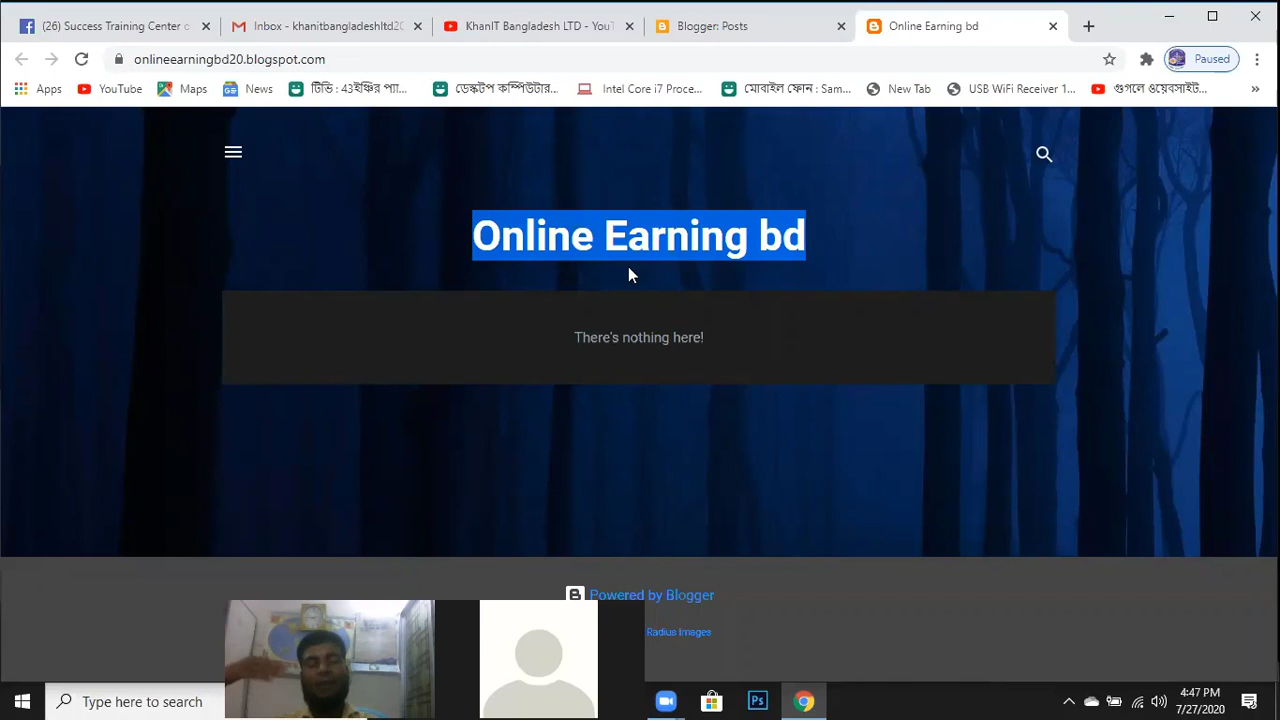 (26) Success Training Center c
Inbox - khanitbangladeshltd20
KhanIT Bangladesh LTD - YouT
Blogger: Posts
Online Earning bd
onlineearningbd20.blogspot.com
Paused
Apps
YouTube
Maps
News
টিভি : 43ইঞ্চির প্যা...
ডেস্কটপ কম্পিউটার...
Intel Core i7 Proce...
মোবাইল ফোন : Sam...
New Tab
USB WiFi Receiver 1...
গুগলে ওয়েবসাইট...
Online Earning bd
There's nothing here!
Powered by Blogger
Radius Images
Type here to search
Ps
4:47 PM
7/27/2020